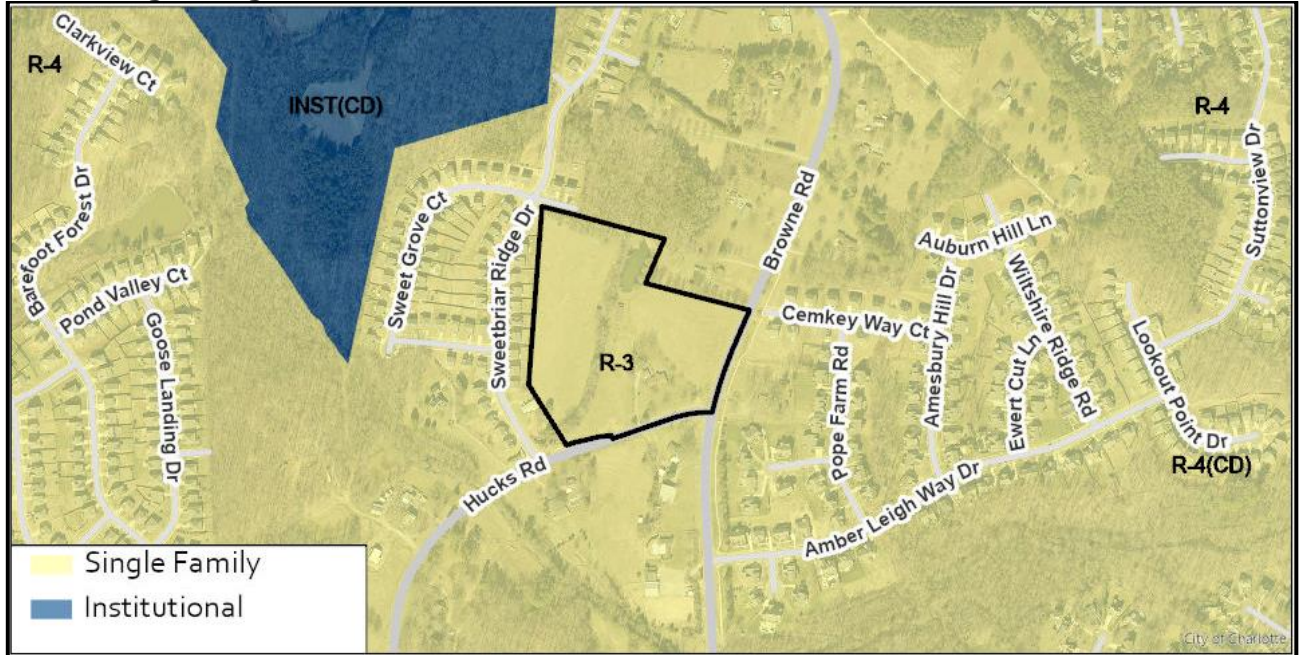 Clarkview Ct
R-4
INST(CD)
R-4
Suttonview Dr
Barefoot Forest Dr
Sweet Grove Ct
Sweetbriar Ridge Dr
Browne Rd
Auburn Hill Ln
Pond Valley Ct
Goose Landing Dr
Cemkey Way Ct
Amesbury Hill Dr
Wiltshire Ridge Rd
Lookout Point Dr
R-3
Pope Farm Rd
Ewert Cut Ln
R-4(CD)
Hucks Rd
Amber Leigh Way Dr
Single Family
Institutional
City of Charlotte